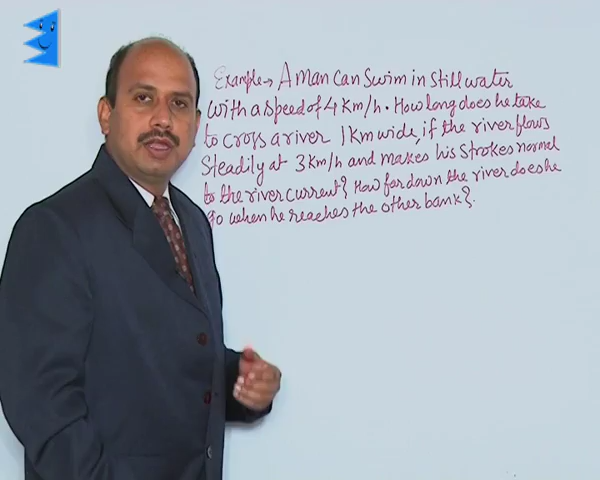 Example → A man can swim in still water
with a speed of 4 Km/h. How long does he take
to cross a river 1 Km wide, if the river flows
Steadily at 3 Km/h and makes his strokes normal
to the river current? How far down the river does he
go when he reaches the other bank?